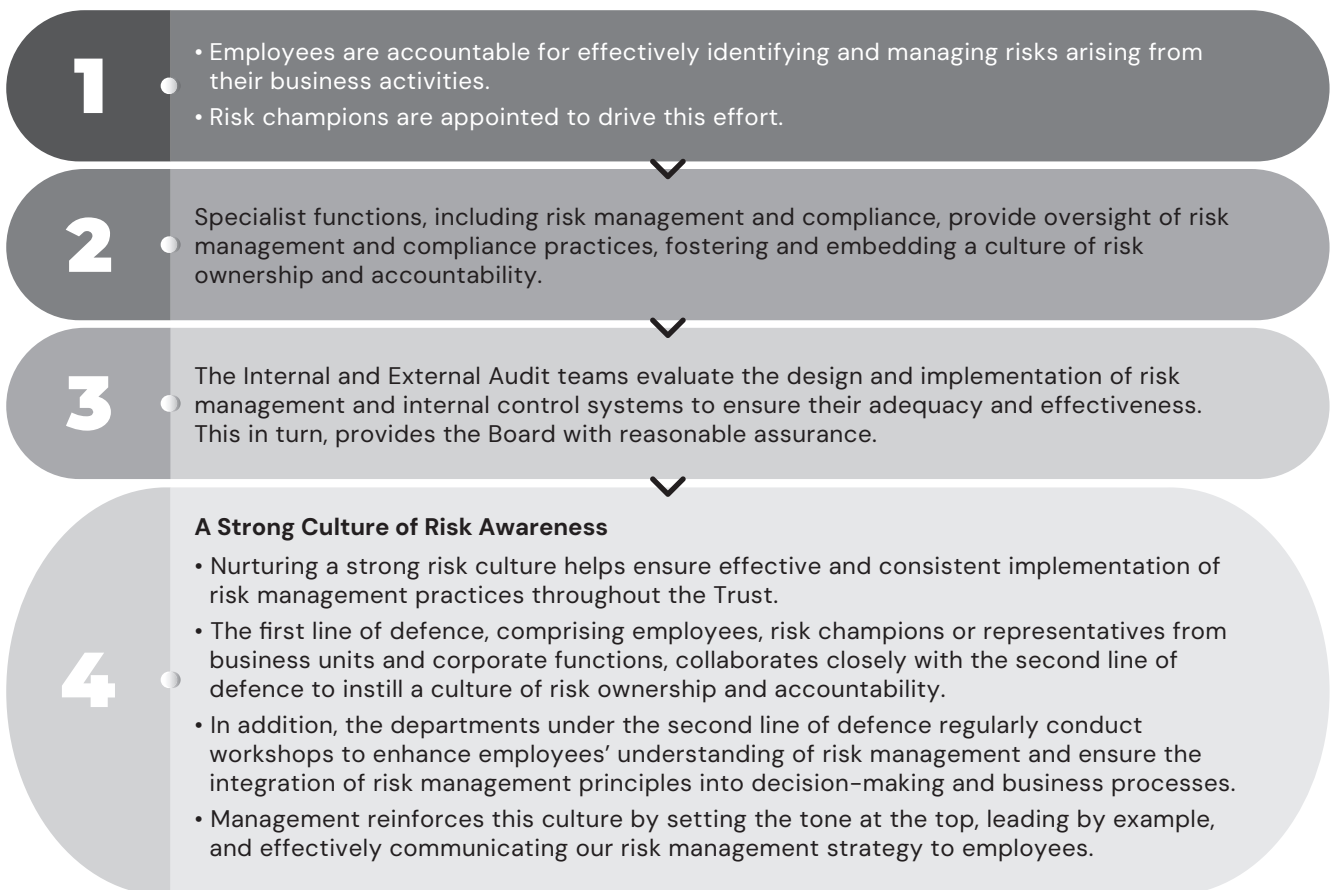 1
• Employees are accountable for effectively identifying and managing risks arising from
their business activities.
• Risk champions are appointed to drive this effort.
2
Specialist functions, including risk management and compliance, provide oversight of risk
management and compliance practices, fostering and embedding a culture of risk
ownership and accountability.
3
The Internal and External Audit teams evaluate the design and implementation of risk
management and internal control systems to ensure their adequacy and effectiveness.
This in turn, provides the Board with reasonable assurance.
4
A Strong Culture of Risk Awareness
• Nurturing a strong risk culture helps ensure effective and consistent implementation of
risk management practices throughout the Trust.
• The first line of defence, comprising employees, risk champions or representatives from
business units and corporate functions, collaborates closely with the second line of
defence to instill a culture of risk ownership and accountability.
• In addition, the departments under the second line of defence regularly conduct
workshops to enhance employees’ understanding of risk management and ensure the
integration of risk management principles into decision-making and business processes.
• Management reinforces this culture by setting the tone at the top, leading by example,
and effectively communicating our risk management strategy to employees.